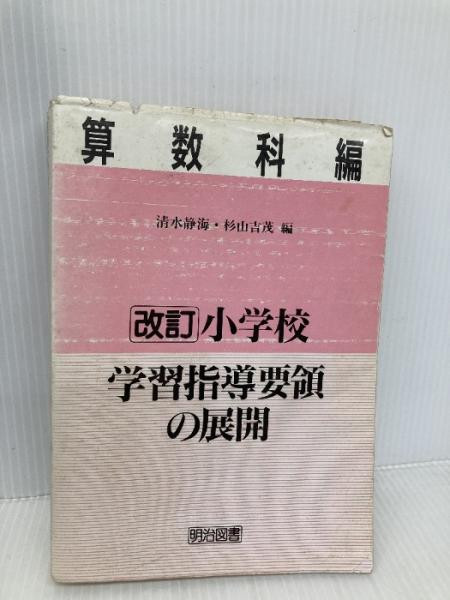 算数科編
清水静海・杉山吉茂 編
改訂 小学校
学習指導要領
の展開
明治図書